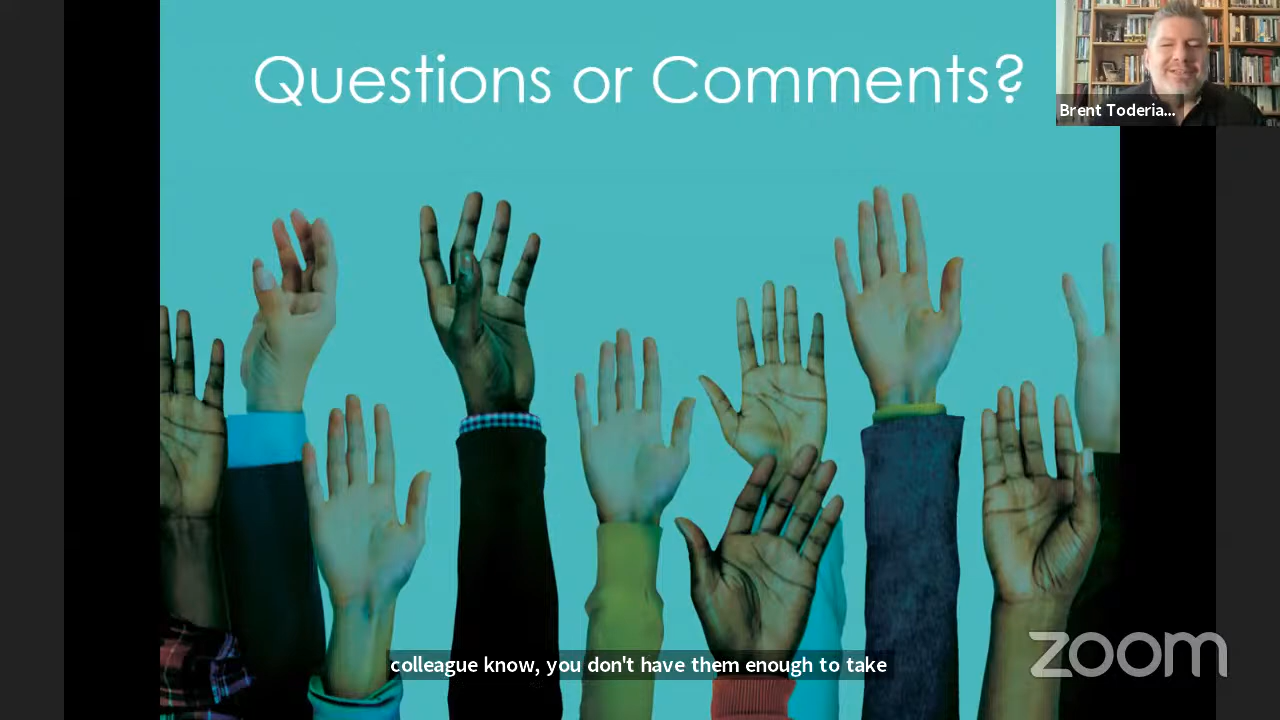 Questions or Comments?
Brent Toderia...
colleague know, you don't have them enough to take
zoom